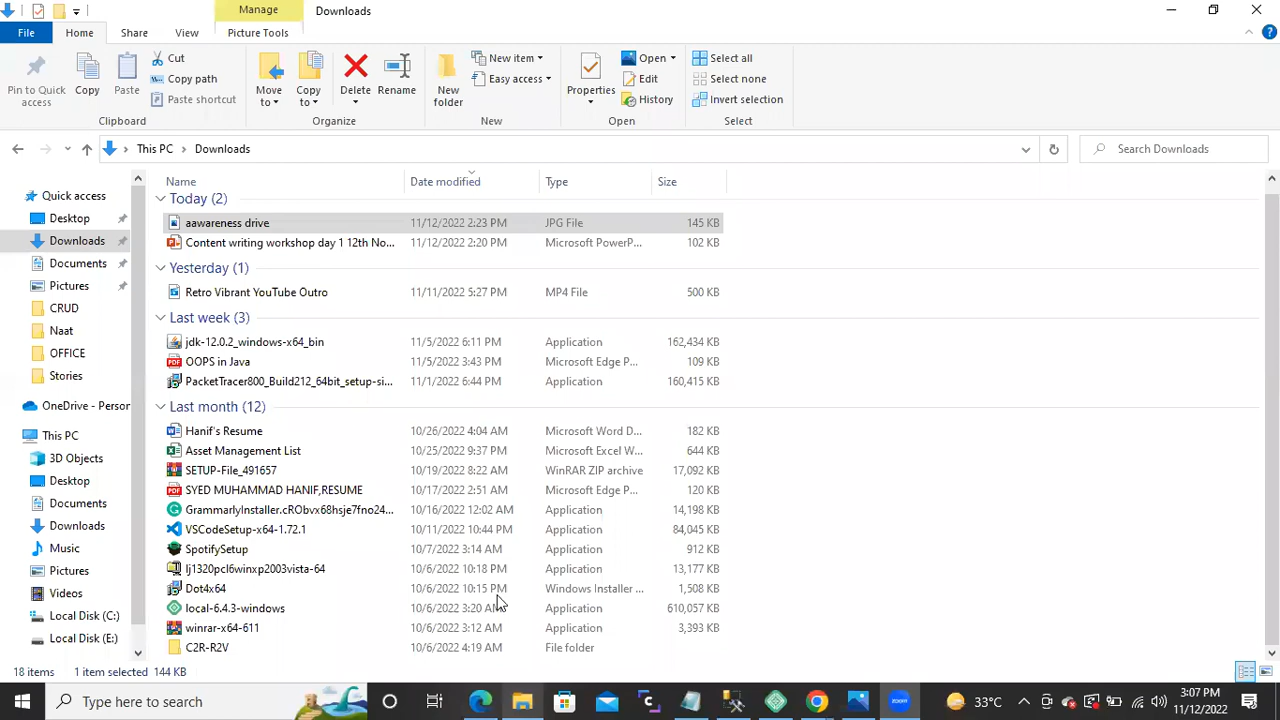 Manage
Downloads
File
Home
Share
View
Picture Tools
Pin to Quick access
Copy
Paste
Cut
Copy path
Paste shortcut
Clipboard
Move to
Copy to
Delete
Rename
Organize
New folder
New item
Easy access
New
Properties
Open
Edit
History
Open
Select all
Select none
Invert selection
Select
This PC
Downloads
Search Downloads
Name
Date modified
Type
Size
Quick access
Desktop
Downloads
Documents
Pictures
CRUD
Naat
OFFICE
Stories
OneDrive - Person
This PC
3D Objects
Desktop
Documents
Downloads
Music
Pictures
Videos
Local Disk (C:)
Local Disk (E:)
Today (2)
aawareness drive 11/12/2022 2:23 PM JPG File 145 KB
Content writing workshop day 1 12th No... 11/12/2022 2:20 PM Microsoft PowerP... 102 KB
Yesterday (1)
Retro Vibrant YouTube Outro 11/11/2022 5:27 PM MP4 File 500 KB
Last week (3)
jdk-12.0.2_windows-x64_bin 11/5/2022 6:11 PM Application 162,434 KB
OOPS in Java 11/5/2022 3:43 PM Microsoft Edge P... 109 KB
PacketTracer800_Build212_64bit_setup-si... 11/1/2022 6:44 PM Application 160,415 KB
Last month (12)
Hanif's Resume 10/26/2022 4:04 AM Microsoft Word D... 182 KB
Asset Management List 10/25/2022 9:37 PM Microsoft Excel W... 644 KB
SETUP-File_491657 10/19/2022 8:22 AM WinRAR ZIP archive 17,092 KB
SYED MUHAMMAD HANIF,RESUME 10/17/2022 2:51 AM Microsoft Edge P... 120 KB
GrammarlyInstaller.cRObvx68hsje7fno24... 10/16/2022 12:02 AM Application 14,198 KB
VSCodeSetup-x64-1.72.1 10/11/2022 10:44 PM Application 84,045 KB
SpotifySetup 10/7/2022 3:14 AM Application 912 KB
lj1320pcl6winxp2003vista-64 10/6/2022 10:18 PM Application 13,177 KB
Dot4x64 10/6/2022 10:15 PM Windows Installer ... 1,508 KB
local-6.4.3-windows 10/6/2022 3:20 AM Application 610,057 KB
winrar-x64-611 10/6/2022 3:12 AM Application 3,393 KB
C2R-R2V 10/6/2022 4:19 AM File folder
18 items 1 item selected 144 KB
Type here to search
zoom
33°C
3:07 PM
11/12/2022